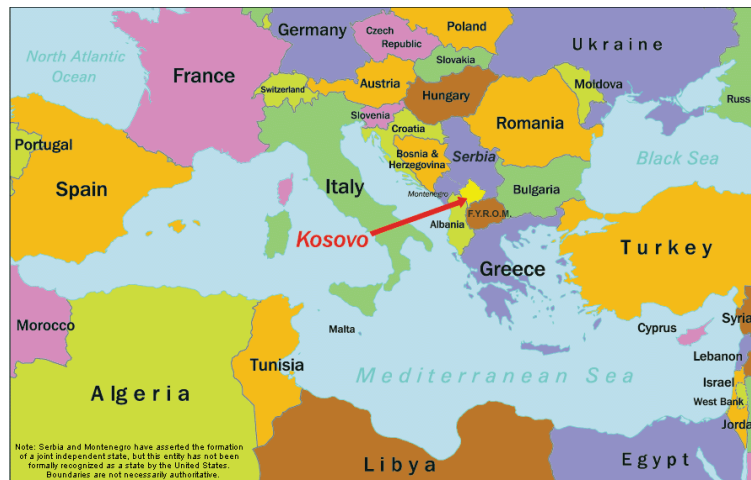 Germany
Poland
Czech
Republic
Ukraine
North Atlantic
Ocean
France
Slovakia
Austria
Switzerland
Moldova
Russ
Hungary
Slovenia
Romania
Croatia
Portugal
Bosnia &
Herzegovina
Serbia
Black Sea
Spain
Italy
Montenegro
Bulgaria
F.Y.R.O.M.
Albania
Kosovo
Turkey
Greece
Morocco
Malta
Cyprus
Syria
Lebanon
Tunisia
Mediterranean Sea
Israel
Algeria
West Bank
Jorda
Note: Serbia and Montenegro have asserted the formation
of a joint independent state, but this entity has not been
formally recognized as a state by the United States.
Boundaries are not necessarily authoritative.
Libya
Egypt